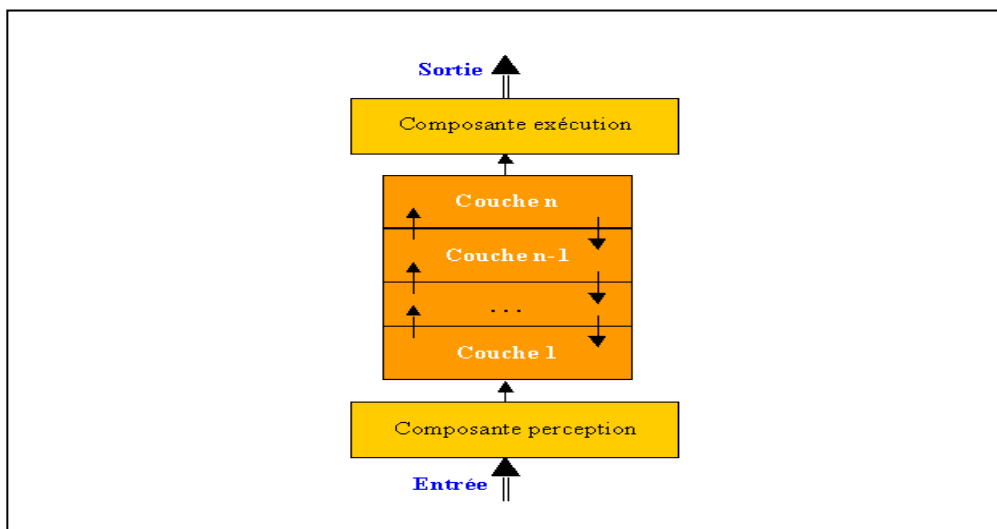 Sortie
Composante exécution
Couche n
Couche n-1
...
Couche 1
Composante perception
Entrée